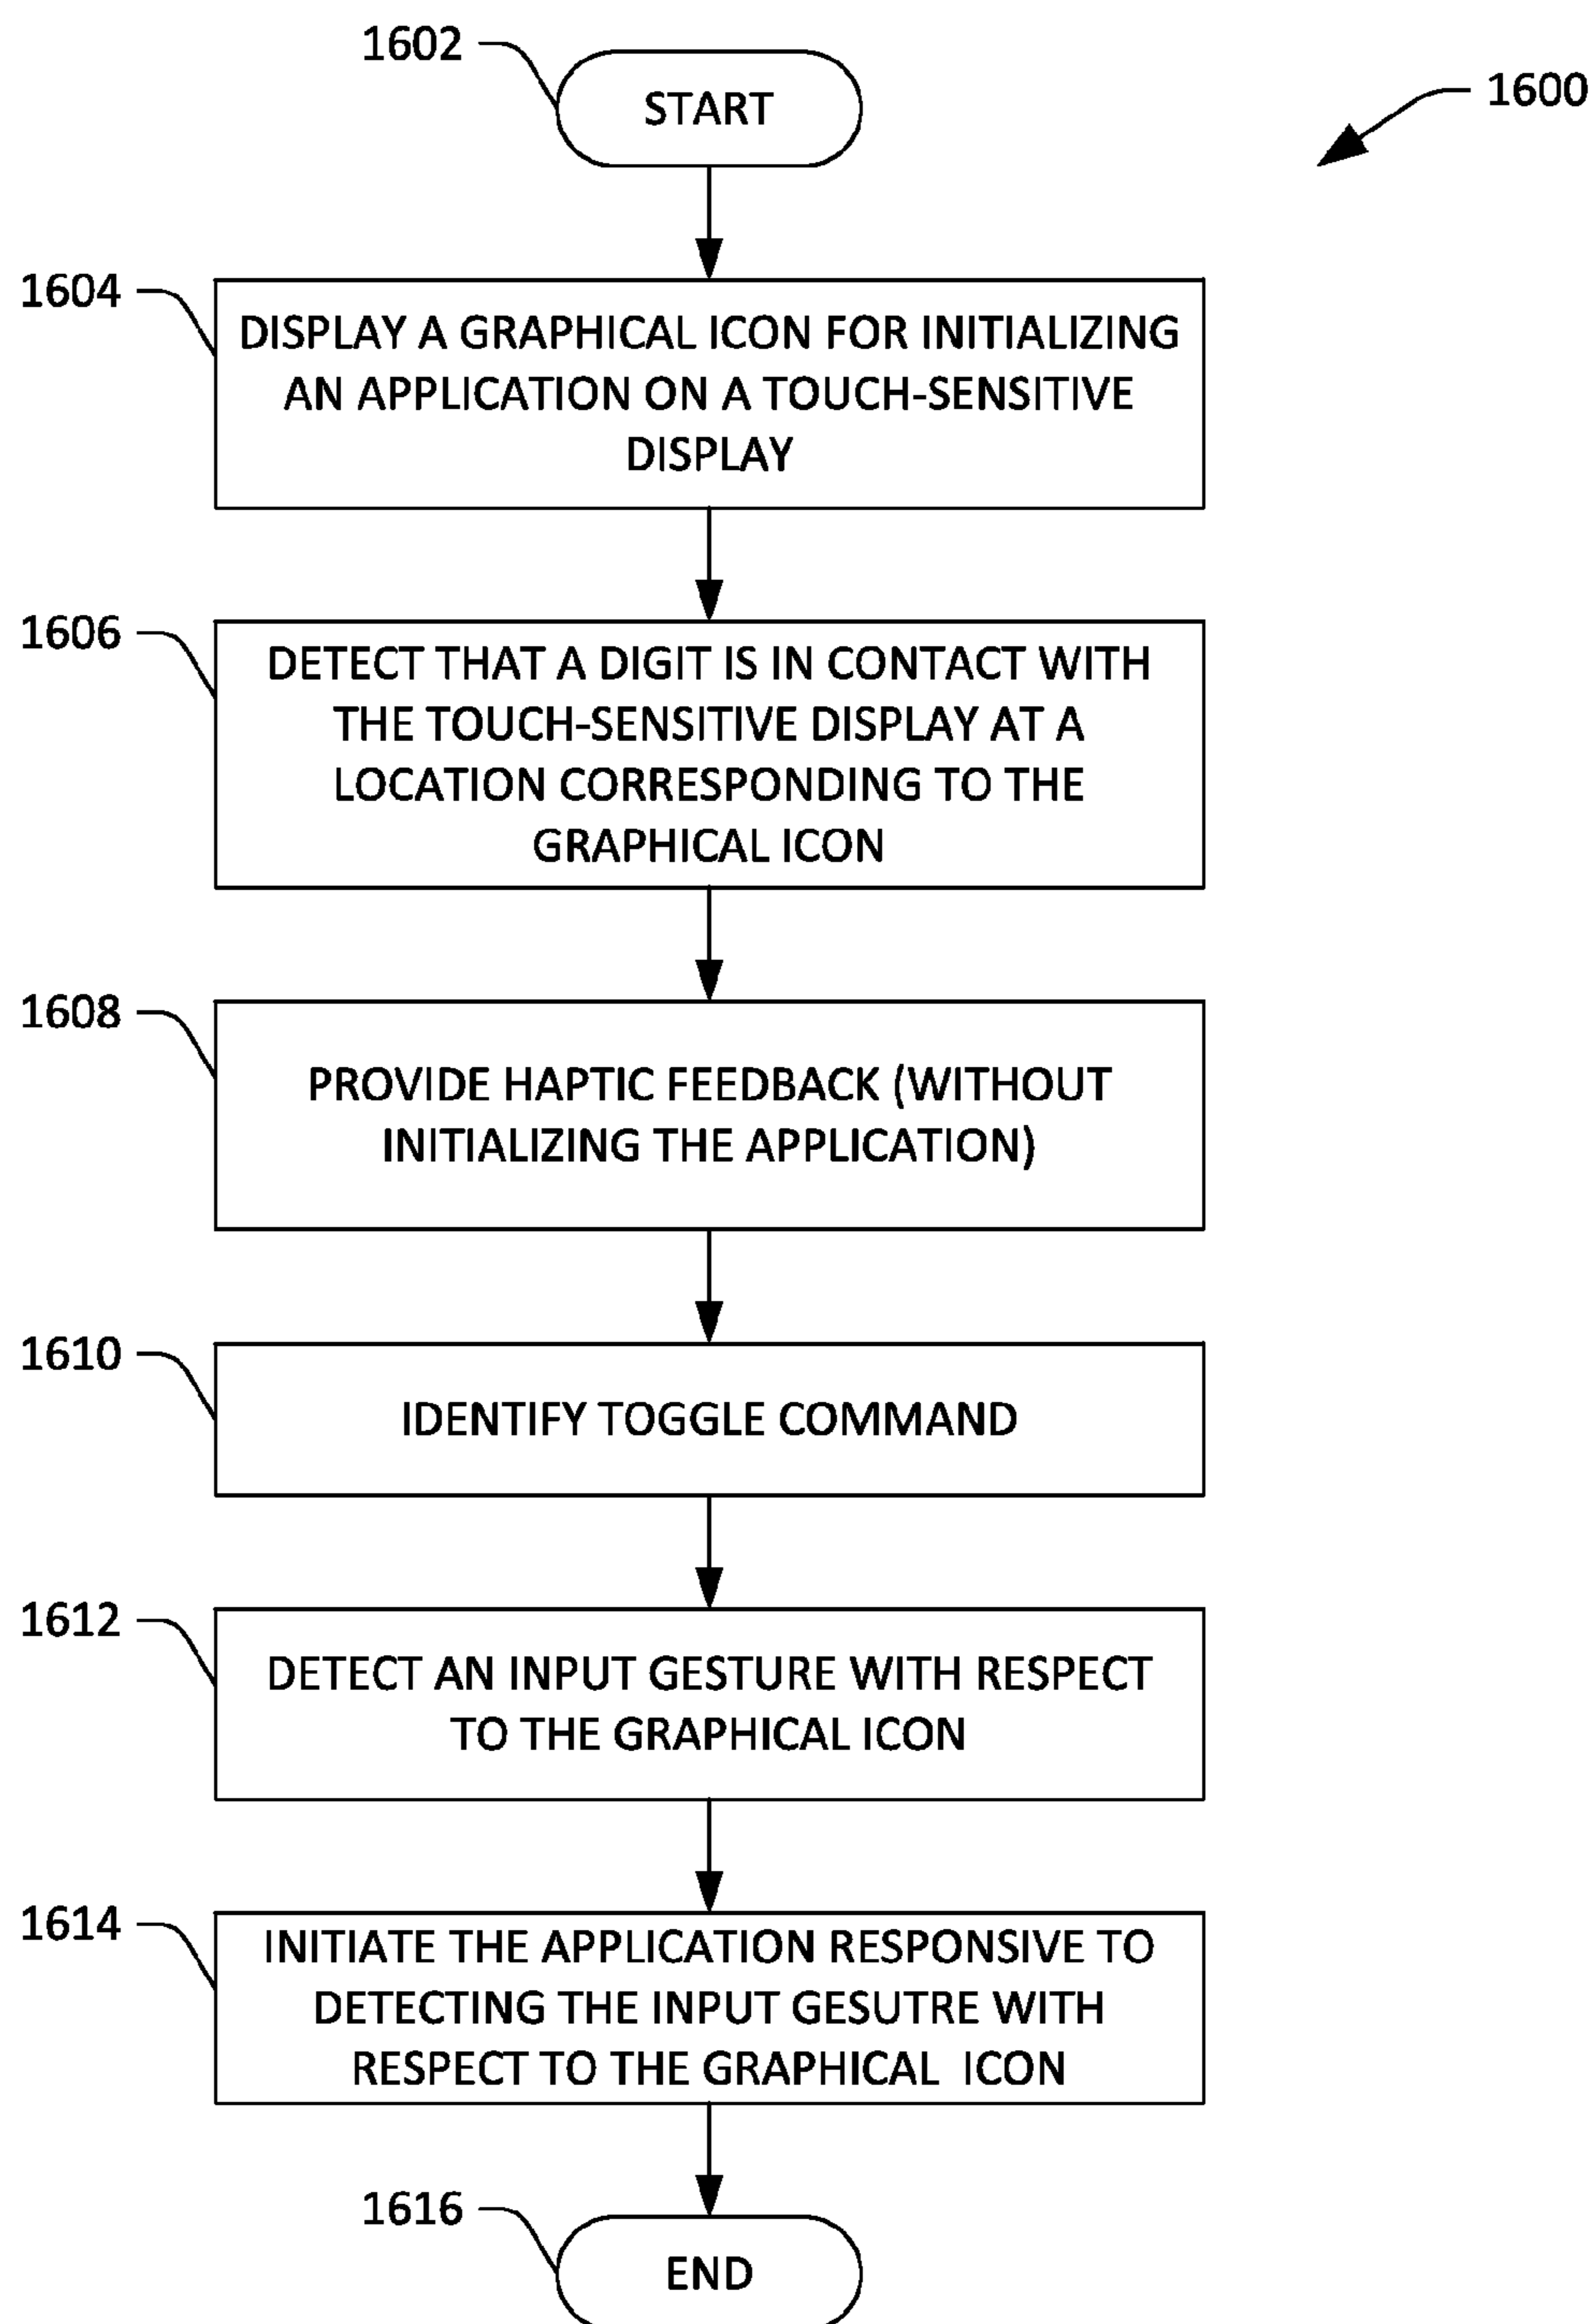 1602
START
1600
1604
DISPLAY A GRAPHICAL ICON FOR INITIALIZING
AN APPLICATION ON A TOUCH-SENSITIVE
DISPLAY
1606
DETECT THAT A DIGIT IS IN CONTACT WITH
THE TOUCH-SENSITIVE DISPLAY AT A
LOCATION CORRESPONDING TO THE
GRAPHICAL ICON
1608
PROVIDE HAPTIC FEEDBACK (WITHOUT
INITIALIZING THE APPLICATION)
1610
IDENTIFY TOGGLE COMMAND
1612
DETECT AN INPUT GESTURE WITH RESPECT
TO THE GRAPHICAL ICON
1614
INITIATE THE APPLICATION RESPONSIVE TO
DETECTING THE INPUT GESUTRE WITH
RESPECT TO THE GRAPHICAL ICON
1616
END